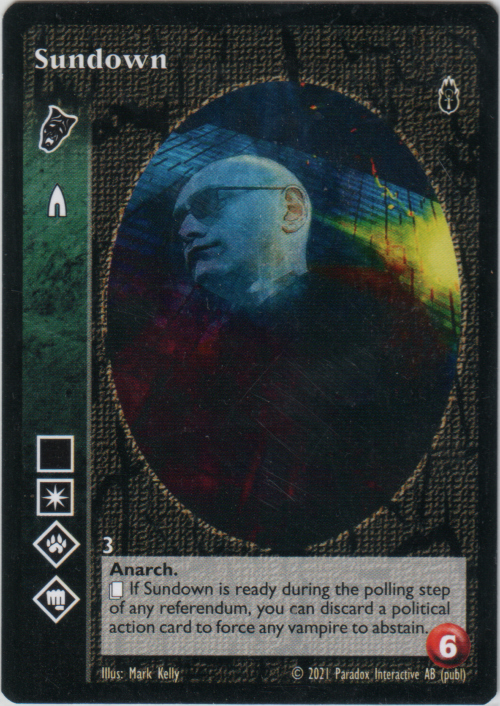 Sundown
3
Anarch.
If Sundown is ready during the polling step
of any referendum, you can discard a political
action card to force any vampire to abstain.
6
Illus: Mark Kelly
© 2021 Paradox Interactive AB (publ)